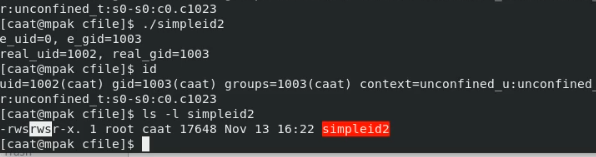 r:unconfined_t:s0-s0:c0.c1023
[caat@mpak cfile]$ ./simpleid2
e_uid=0, e_gid=1003
real_uid=1002, real_gid=1003
[caat@mpak cfile]$ id
uid=1002(caat) gid=1003(caat) groups=1003(caat) context=unconfined_u:unconfined_
r:unconfined_t:s0-s0:c0.c1023
[caat@mpak cfile]$ ls -l simpleid2
-rwsrwsr-x. 1 root caat 17648 Nov 13 16:22 simpleid2
[caat@mpak cfile]$